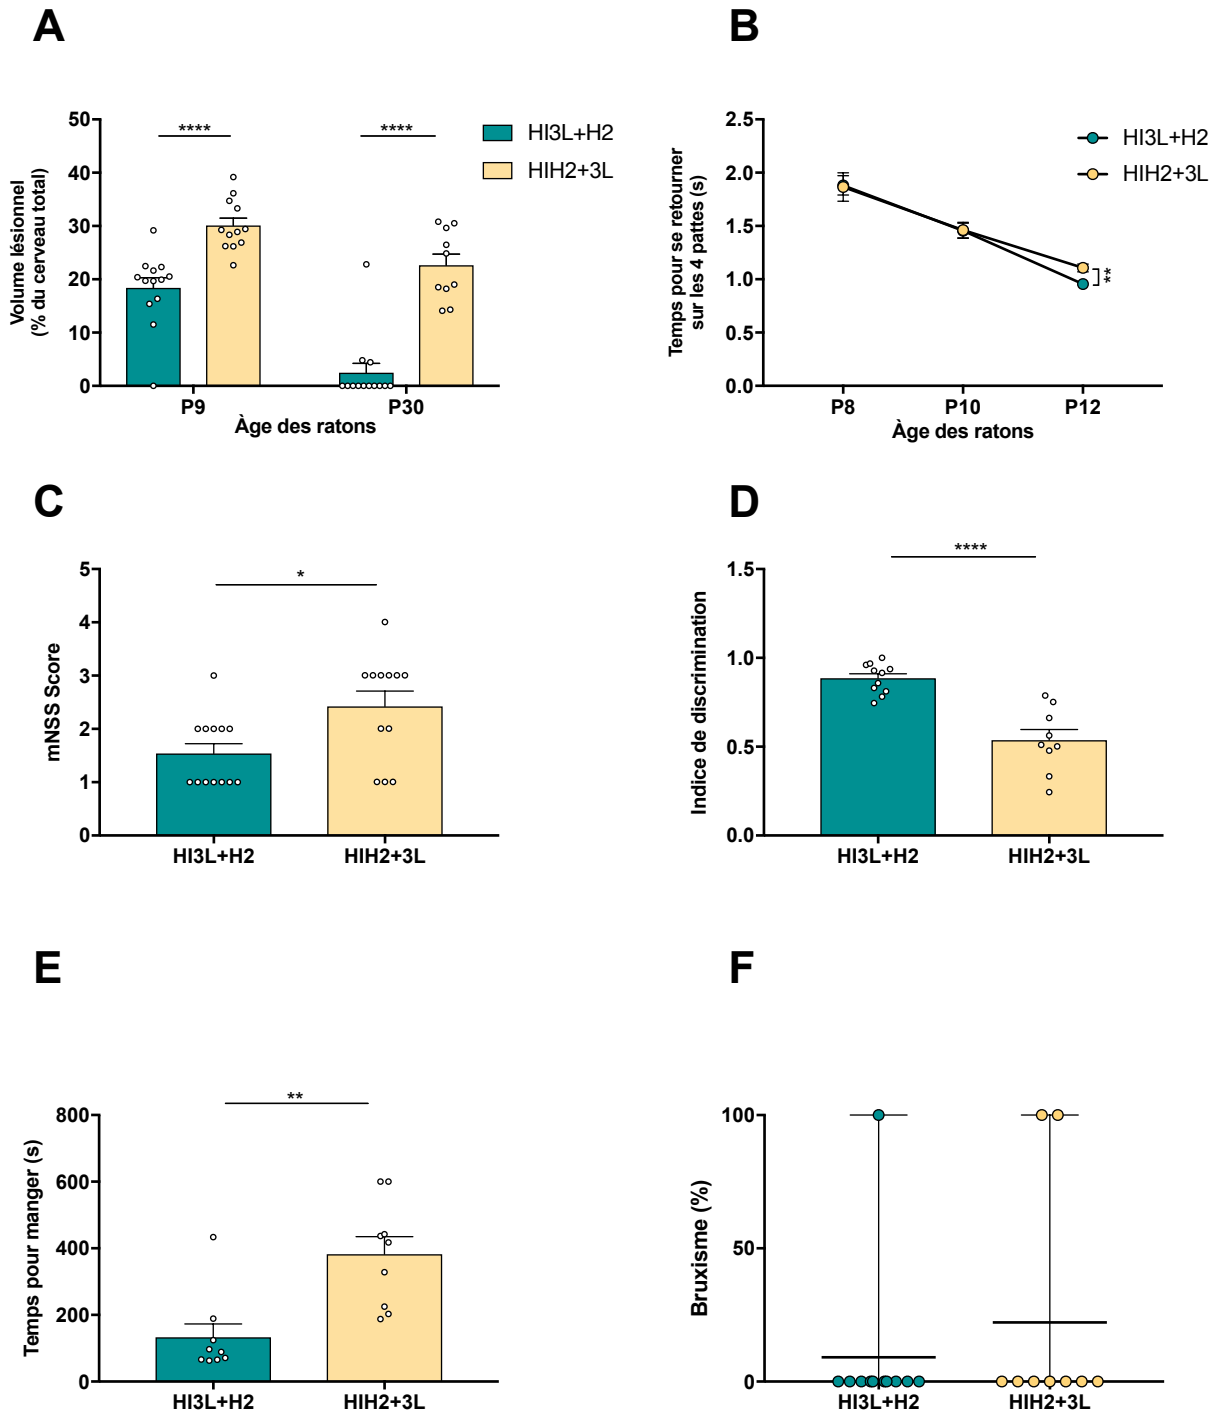 A
Volume lésionnel
(% du cerveau total)
50
40
30
20
10
0
****
****
HI3L+H2
HIH2+3L
P9
P30
Àge des ratons
B
Temps pour se retourner
sur les 4 pattes (s)
2.5
2.0
1.5
1.0
0.5
0.0
HI3L+H2
HIH2+3L
**
P8
P10
P12
Àge des ratons
C
mNSS Score
5
4
3
2
1
0
*
HI3L+H2
HIH2+3L
D
Indice de discrimination
1.5
1.0
0.5
0.0
****
HI3L+H2
HIH2+3L
E
Temps pour manger (s)
800
600
400
200
0
**
HI3L+H2
HIH2+3L
F
Bruxisme (%)
100
50
0
HI3L+H2
HIH2+3L